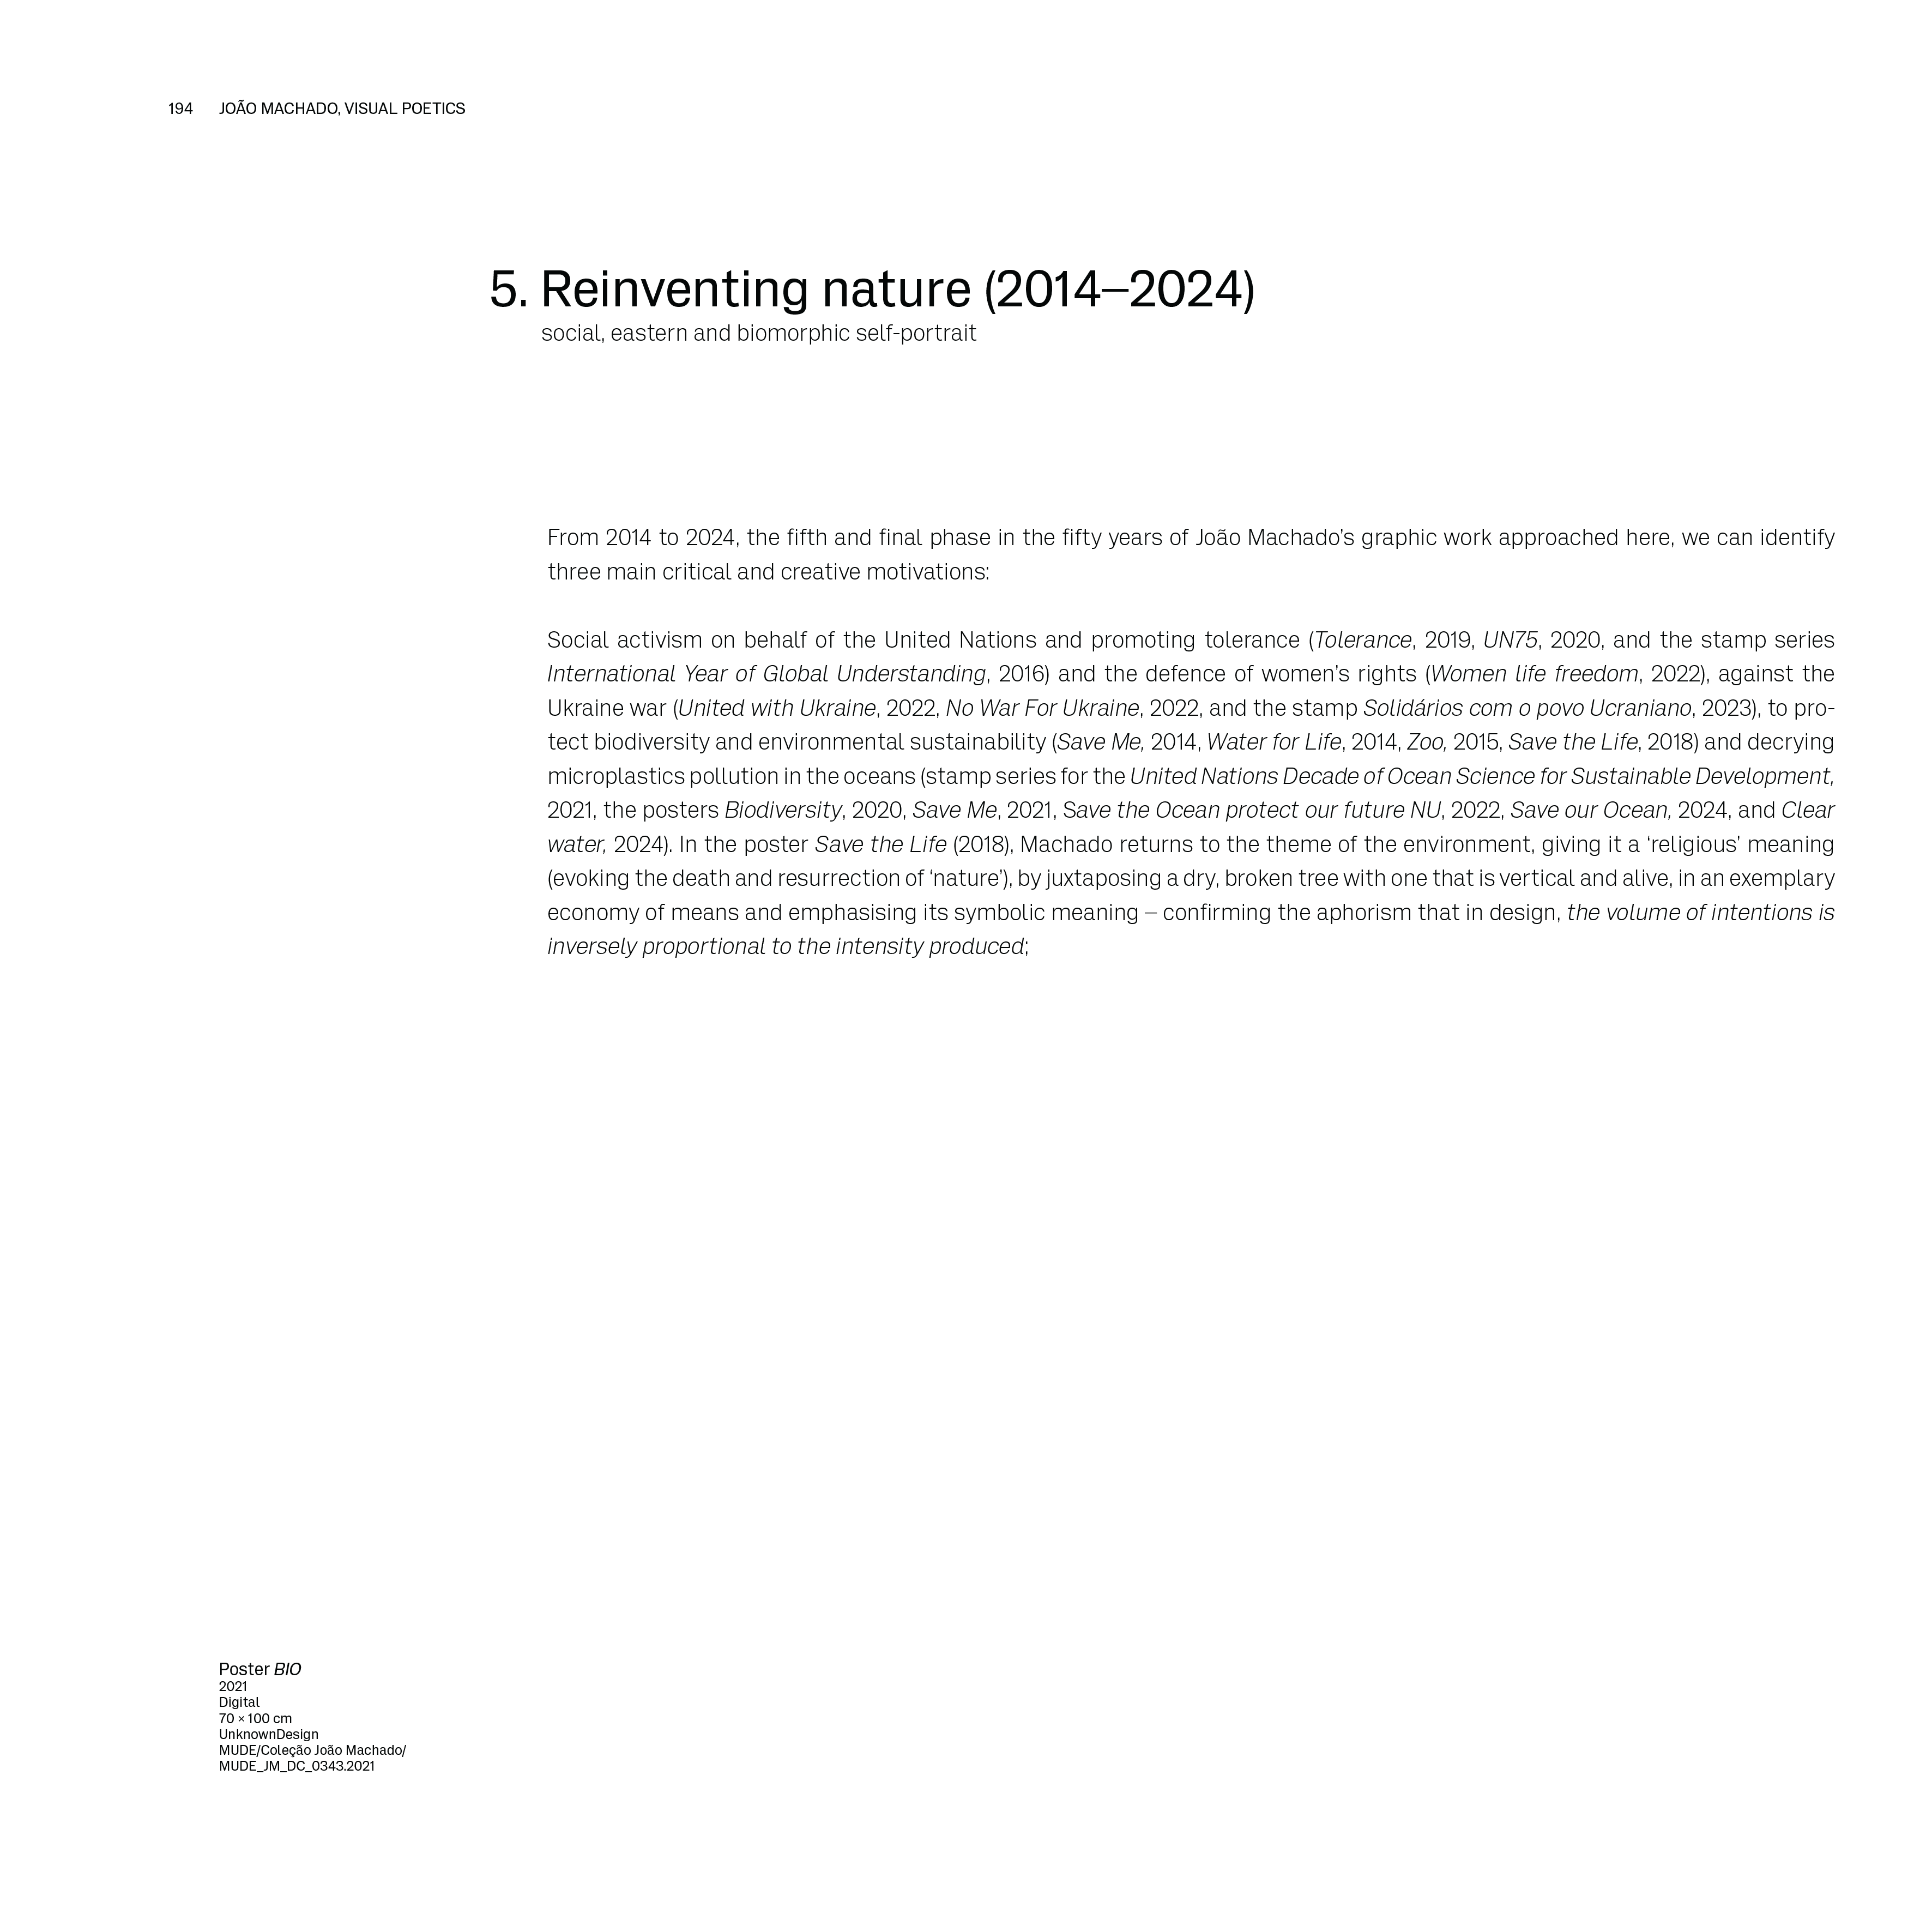 194 JOÃO MACHADO, VISUAL POETICS
5. Reinventing nature (2014–2024)
social, eastern and biomorphic self-portrait
From 2014 to 2024, the fifth and final phase in the fifty years of João Machado’s graphic work approached here, we can identify
three main critical and creative motivations:
Social activism on behalf of the United Nations and promoting tolerance (Tolerance, 2019, UN75, 2020, and the stamp series
International Year of Global Understanding, 2016) and the defence of women’s rights (Women life freedom, 2022), against the
Ukraine war (United with Ukraine, 2022, No War For Ukraine, 2022, and the stamp Solidários com o povo Ucraniano, 2023), to pro-
tect biodiversity and environmental sustainability (Save Me, 2014, Water for Life, 2014, Zoo, 2015, Save the Life, 2018) and decrying
microplastics pollution in the oceans (stamp series for the United Nations Decade of Ocean Science for Sustainable Development,
2021, the posters Biodiversity, 2020, Save Me, 2021, Save the Ocean protect our future NU, 2022, Save our Ocean, 2024, and Clear
water, 2024). In the poster Save the Life (2018), Machado returns to the theme of the environment, giving it a ‘religious’ meaning
(evoking the death and resurrection of ‘nature’), by juxtaposing a dry, broken tree with one that is vertical and alive, in an exemplary
economy of means and emphasising its symbolic meaning – confirming the aphorism that in design, the volume of intentions is
inversely proportional to the intensity produced;
Poster BIO
2021
Digital
70 × 100 cm
UnknownDesign
MUDE/Coleção João Machado/
MUDE_JM_DC_0343.2021